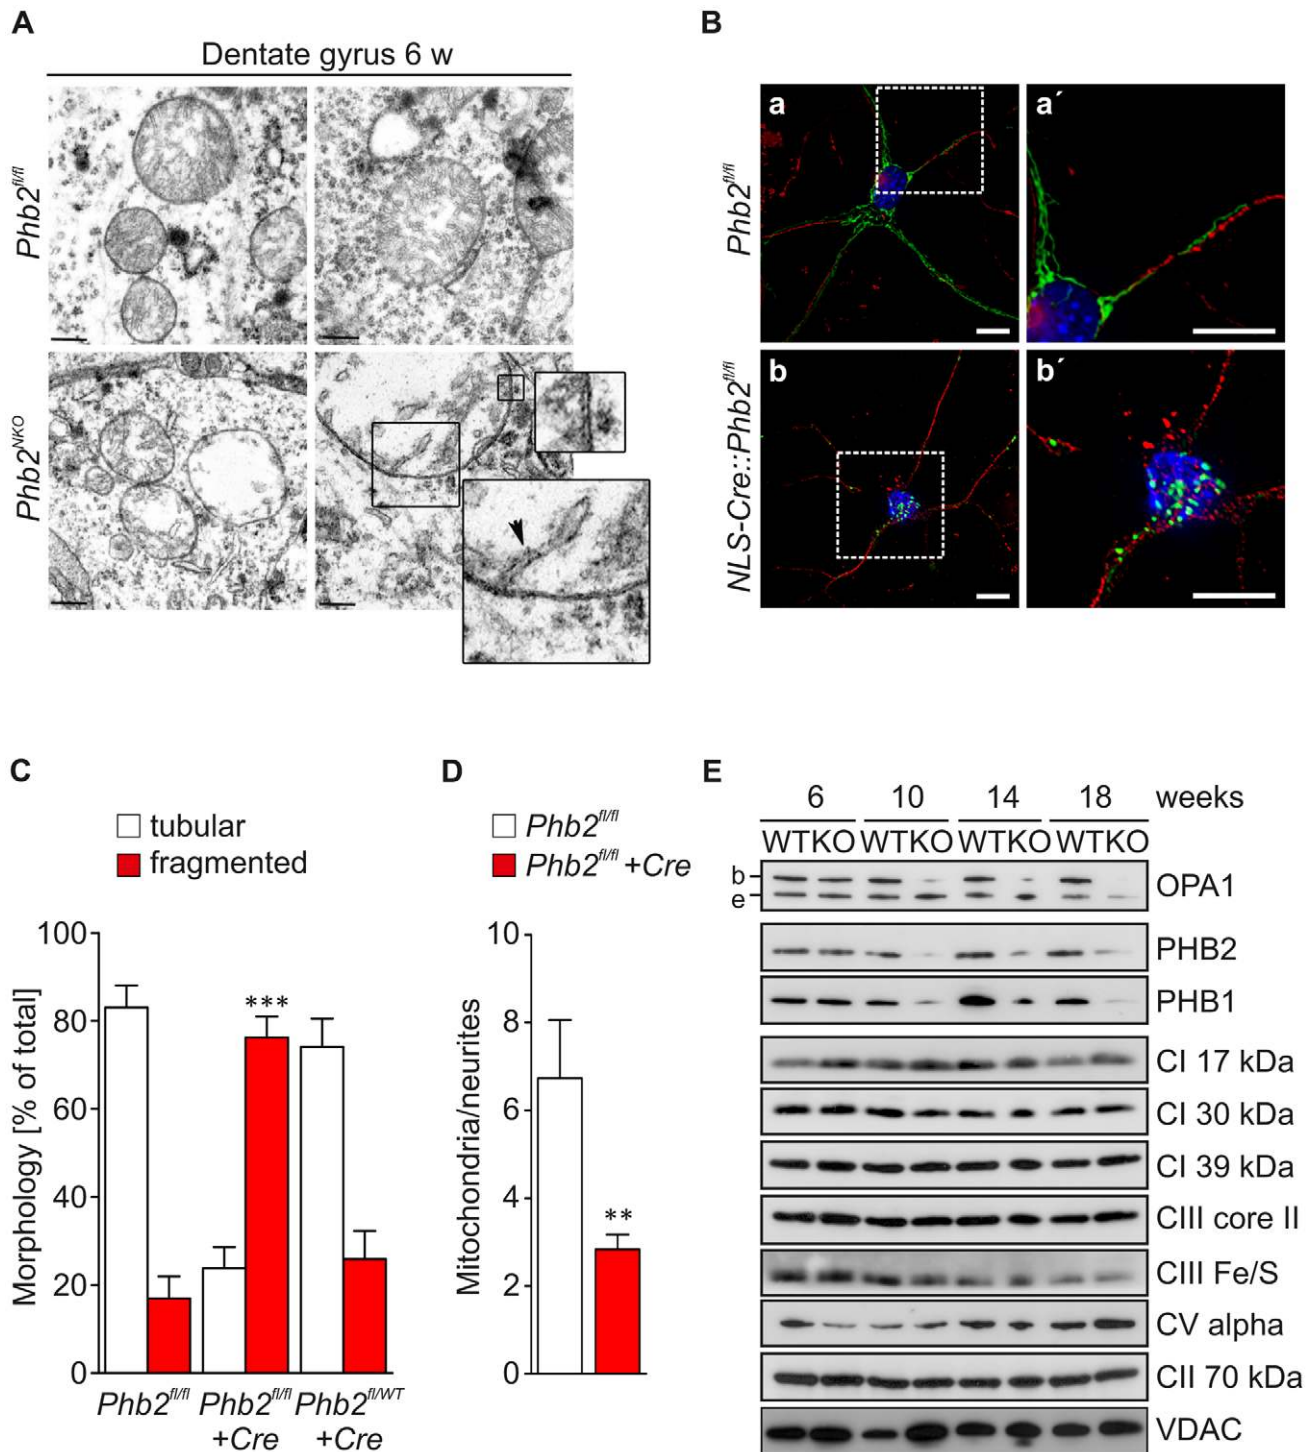 A
Dentate gyrus 6 w
Phb2fl/fl
Phb2NKO
B
a
a´
b
b´
Phb2fl/fl
NLS-Cre::Phb2fl/fl
C
tubular
fragmented
Morphology [% of total]
100
80
60
40
20
0
***
Phb2fl/fl
Phb2fl/fl
+Cre
Phb2fl/WT
+Cre
D
Phb2fl/fl
Phb2fl/fl +Cre
Mitochondria/neurites
10
8
6
4
2
0
**
E
6 10 14 18 weeks
WT KO WT KO WT KO WT KO
b
e
OPA1
PHB2
PHB1
CI 17 kDa
CI 30 kDa
CI 39 kDa
CIII core II
CIII Fe/S
CV alpha
CII 70 kDa
VDAC